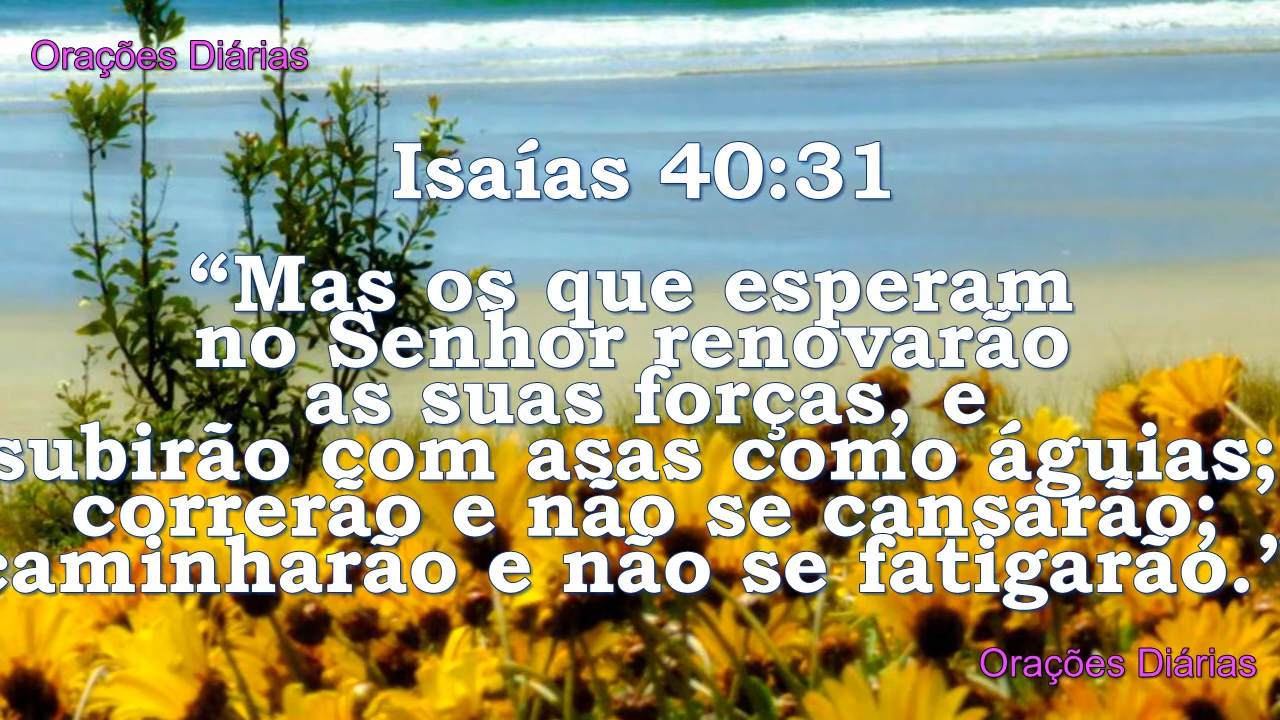 Orações Diárias
Isaías 40:31
“Mas os que esperam
no Senhor renovarão
as suas forças, e
subirão com asas como águias;
correrão e não se cansarão;
caminharão e não se fatigarão.”
Orações Diárias